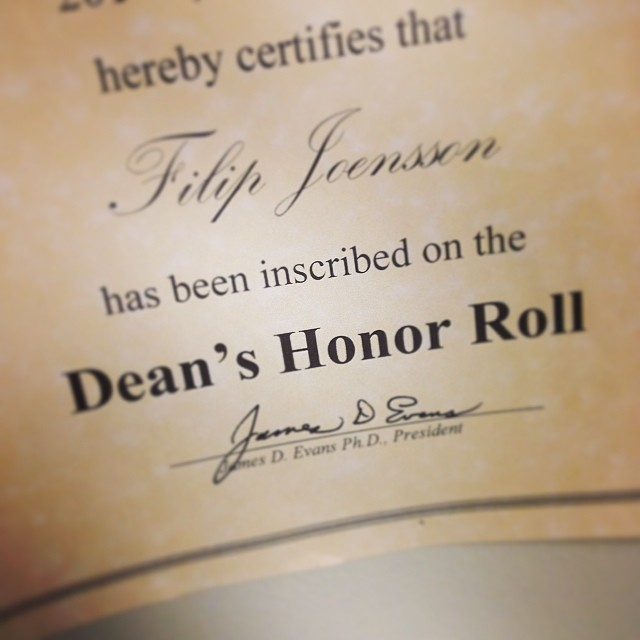 hereby certifies that
Filip Joensson
has been inscribed on the
Dean's Honor Roll
James D Evans
James D. Evans Ph.D., President